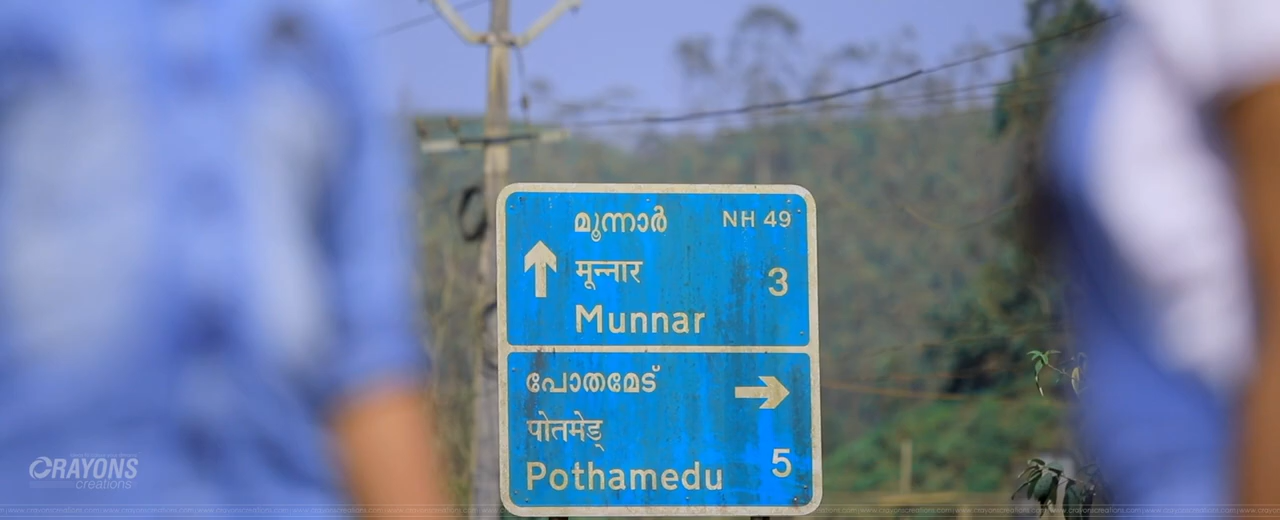 മൂന്നാർ NH 49
मून्नार 3
Munnar
പോതമേട്
पोतमेड्
Pothamedu 5
CRAYONS
creations